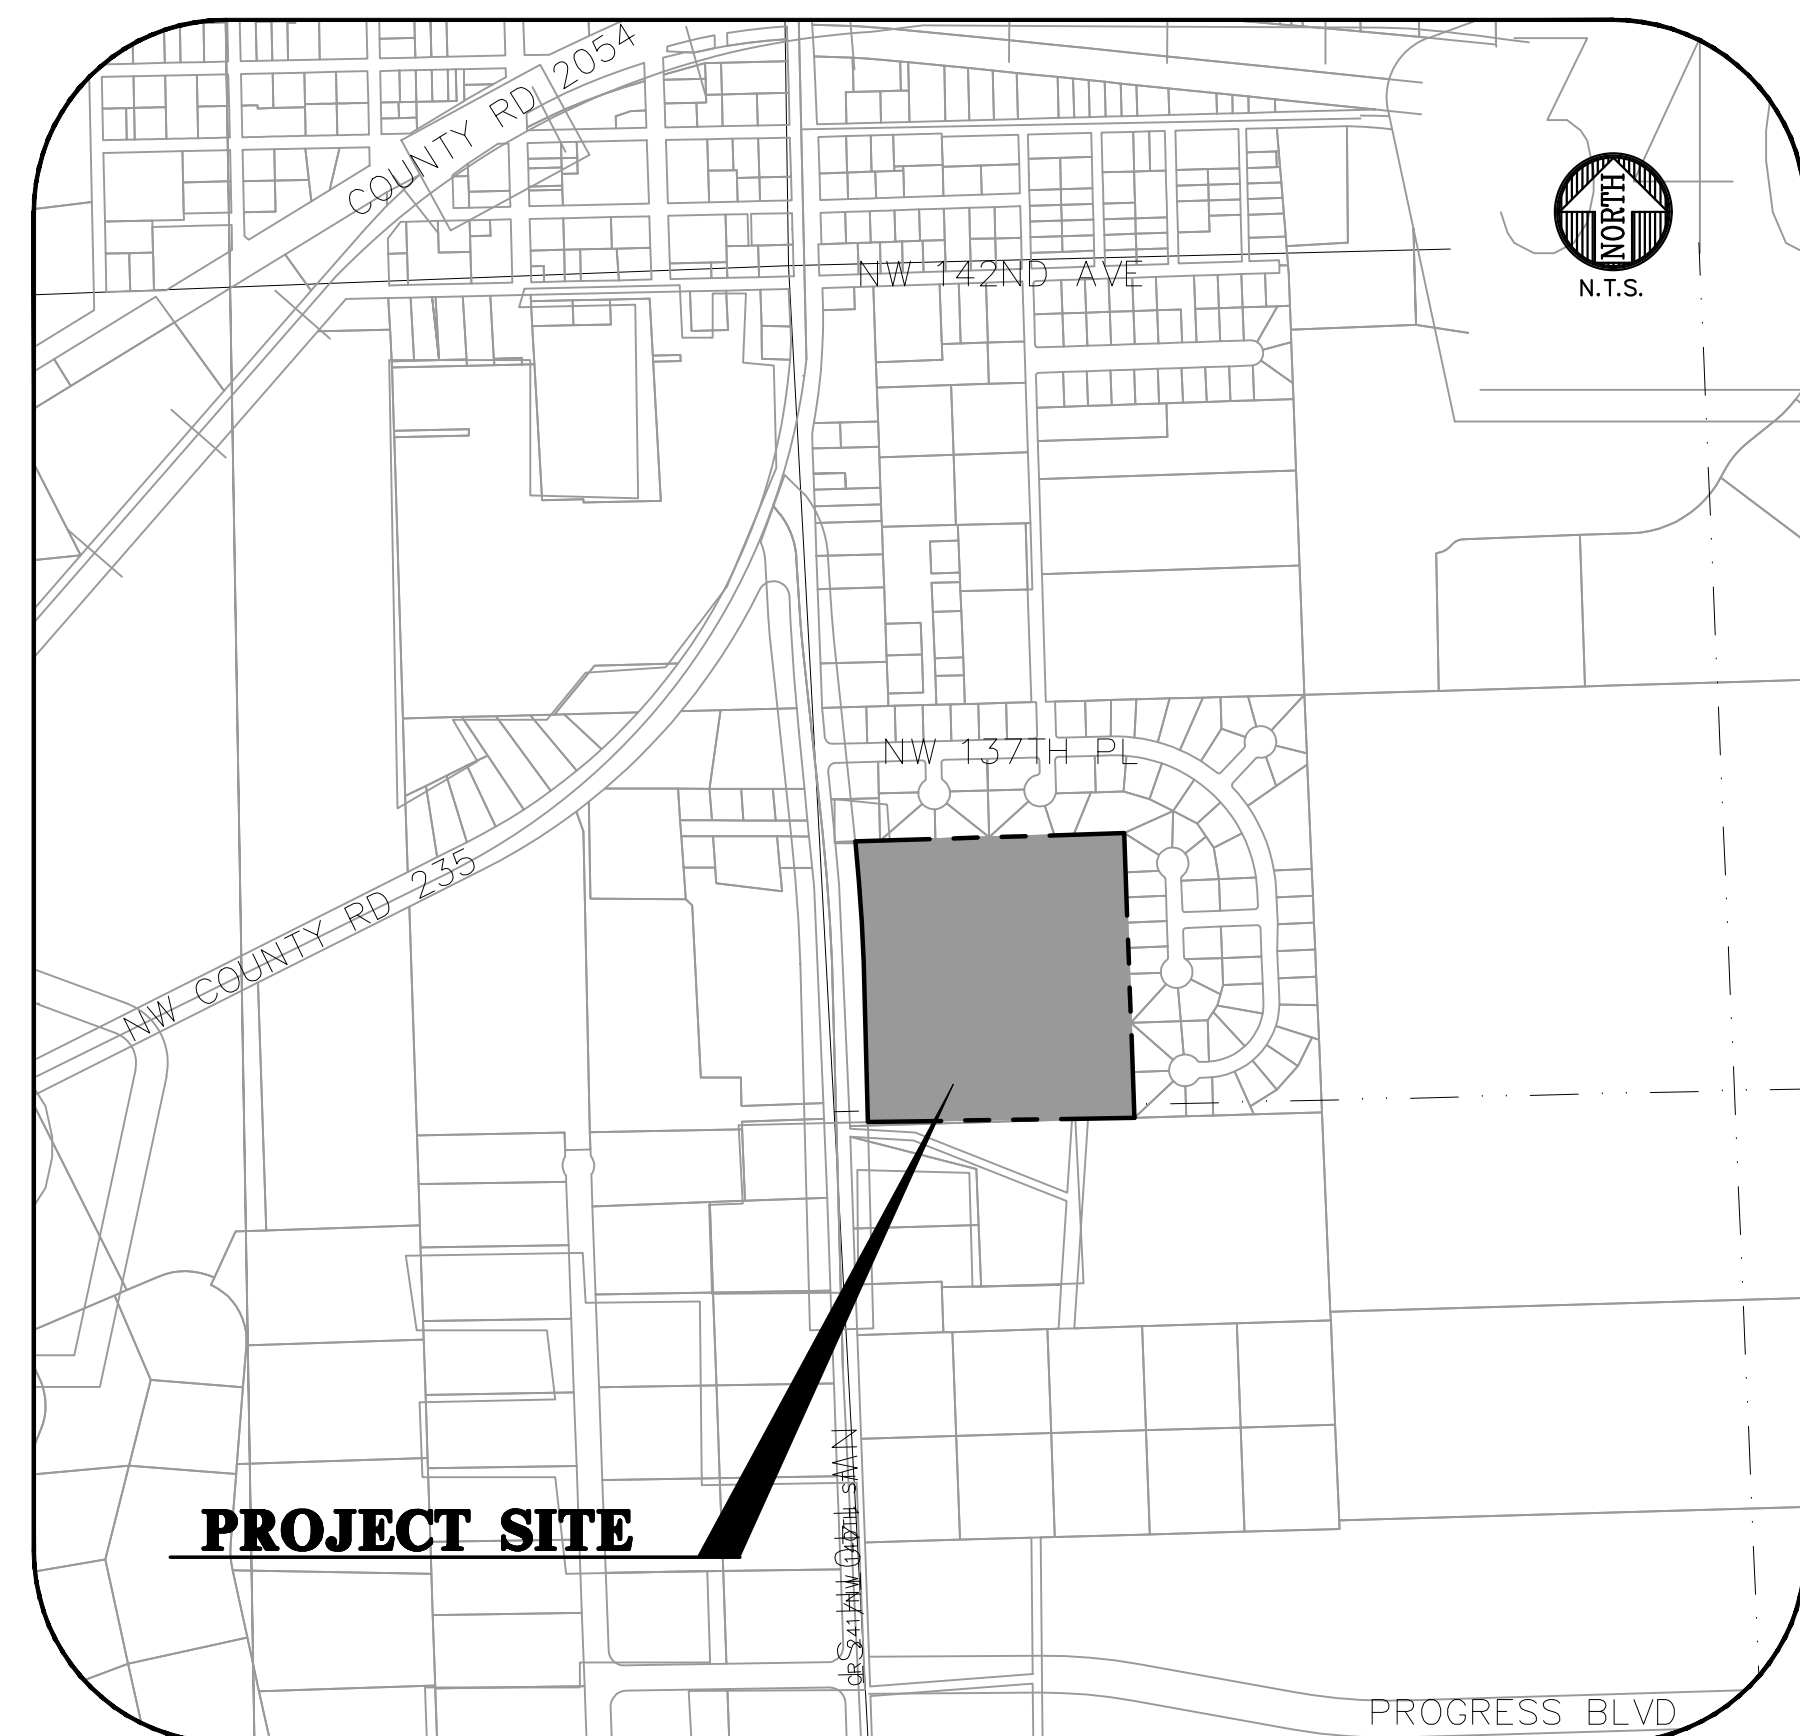 COUNTY RD 2054
NORTH
N.T.S.
NW 142ND AVE
NW 137TH PL
NW COUNTY RD 235
PROJECT SITE
PROGRESS BLVD